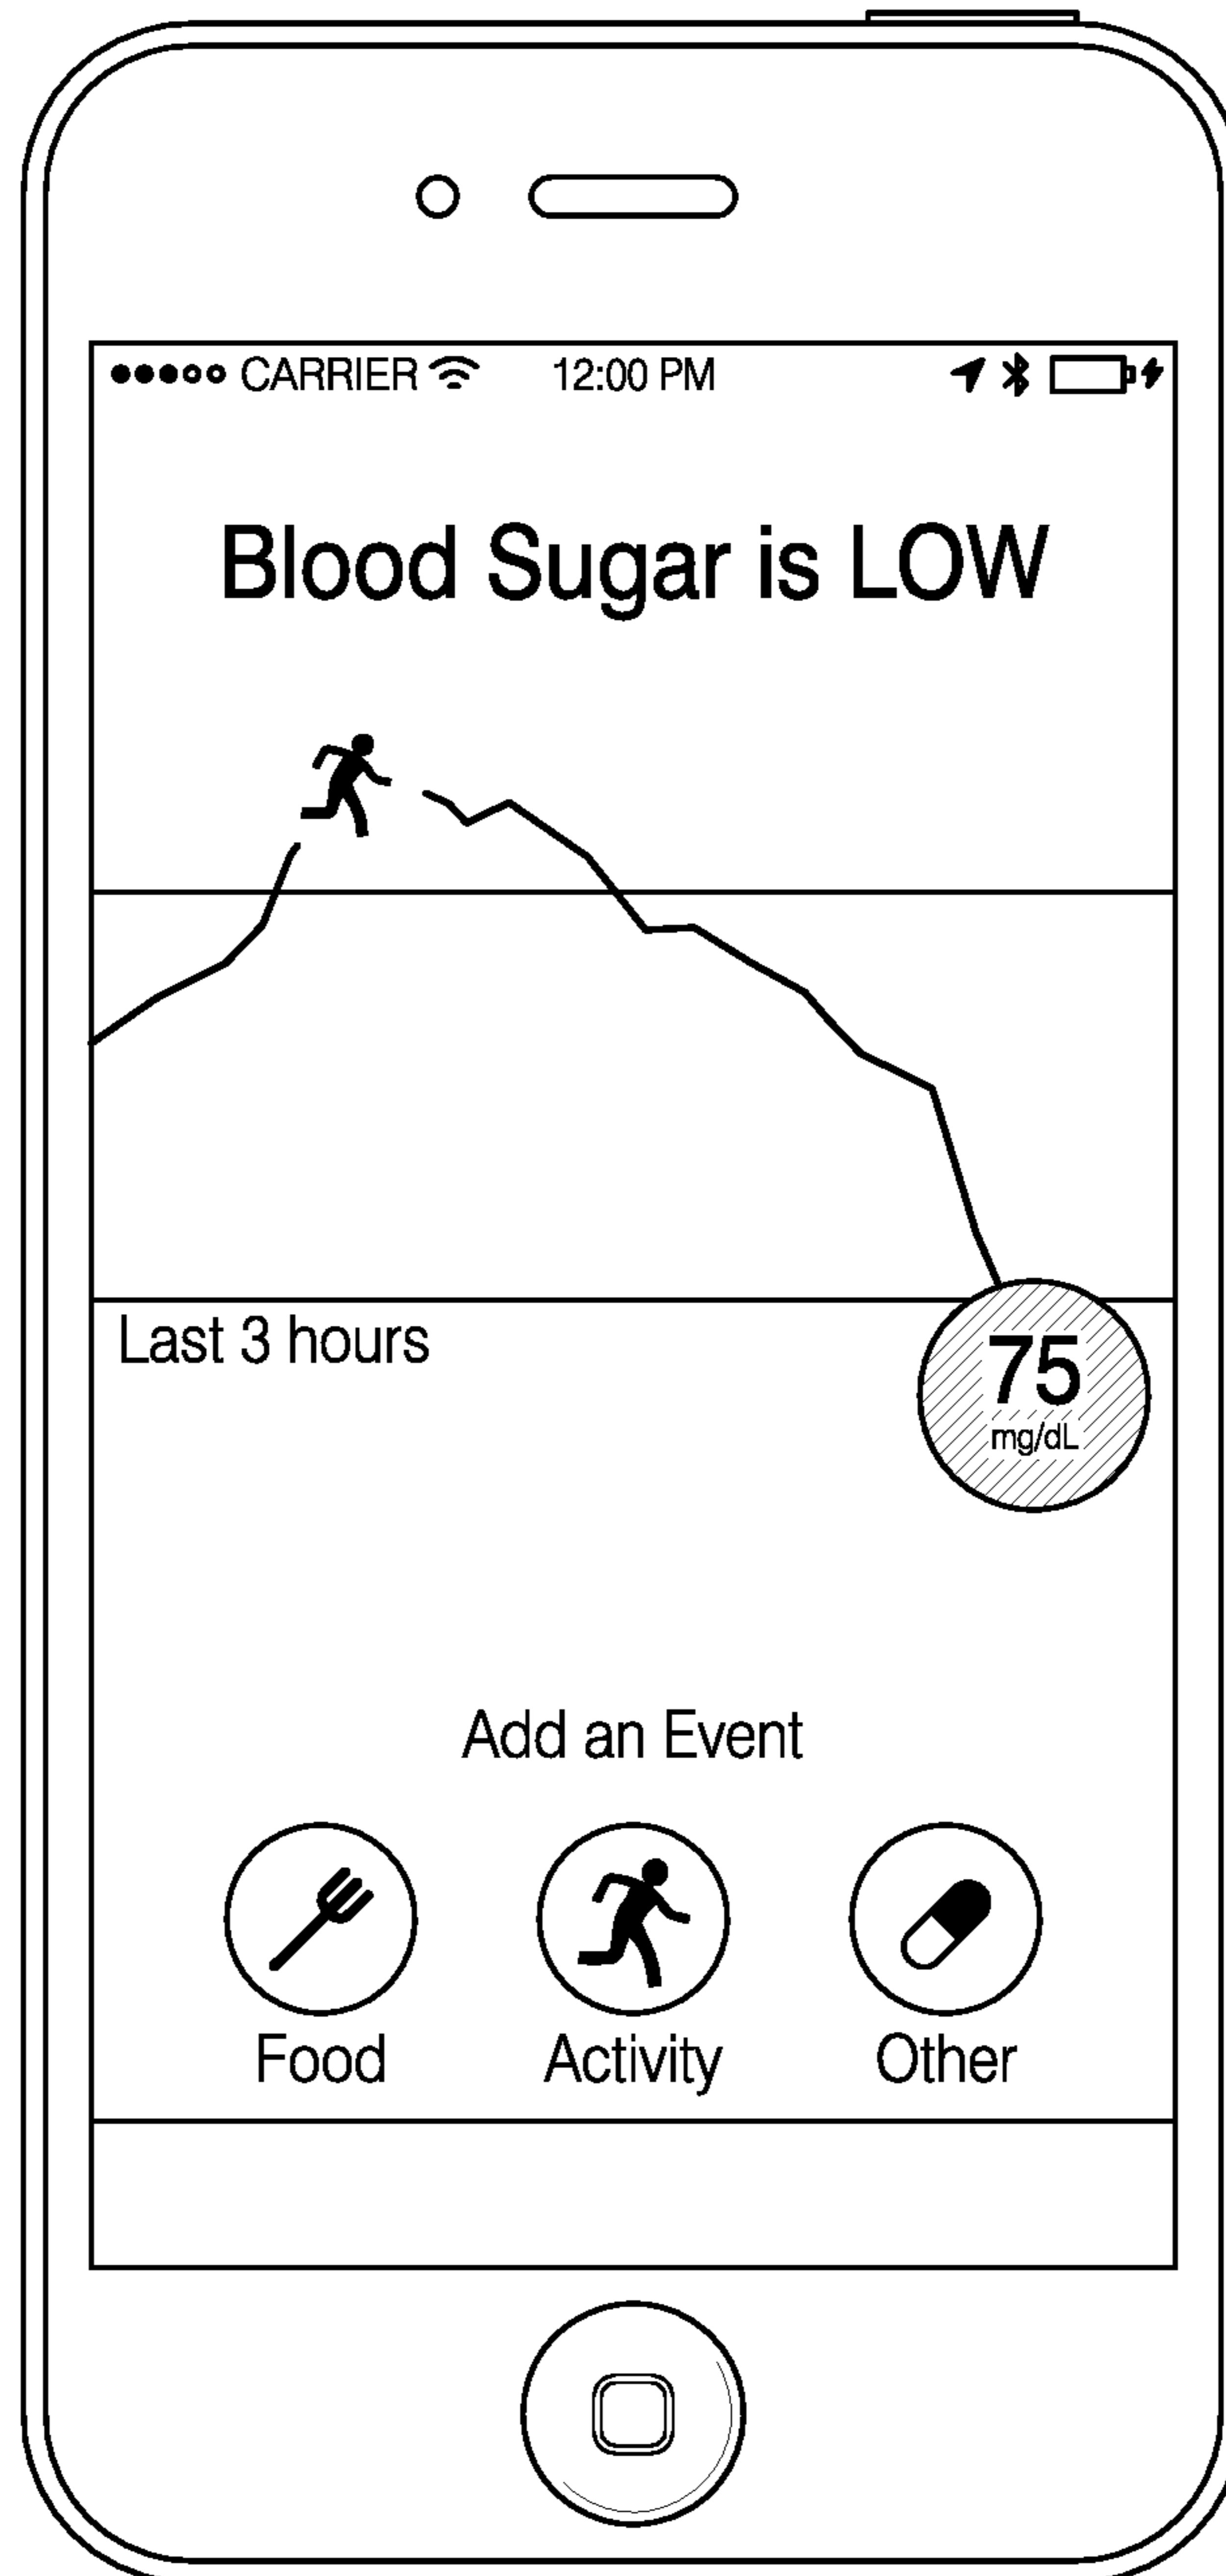 CARRIER 12:00 PM
Blood Sugar is LOW
Last 3 hours
75
mg/dL
Add an Event
Food Activity Other